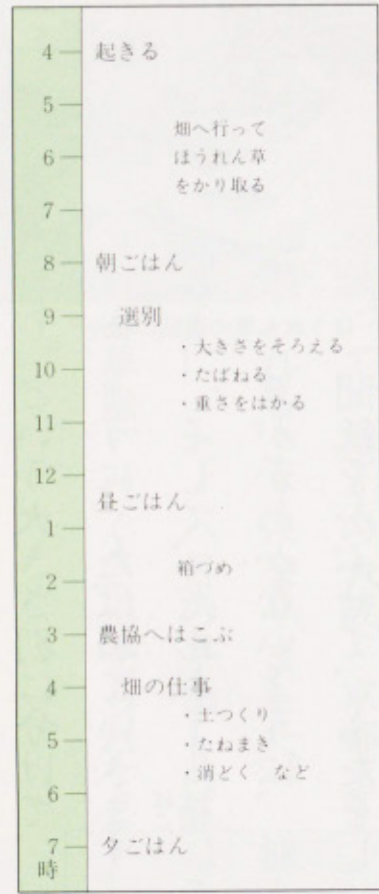 4 起きる
5
畑へ行って
6 ほうれん草
をかり取る
7
8 朝ごはん
9 選別
・大きさをそろえる
10 ・たばねる
・重さをはかる
11
12
昼ごはん
1
箱づめ
2
3 農協へはこぶ
4 畑の仕事
・土つくり
5 ・たねまき
・消どく など
6
7 夕ごはん
時